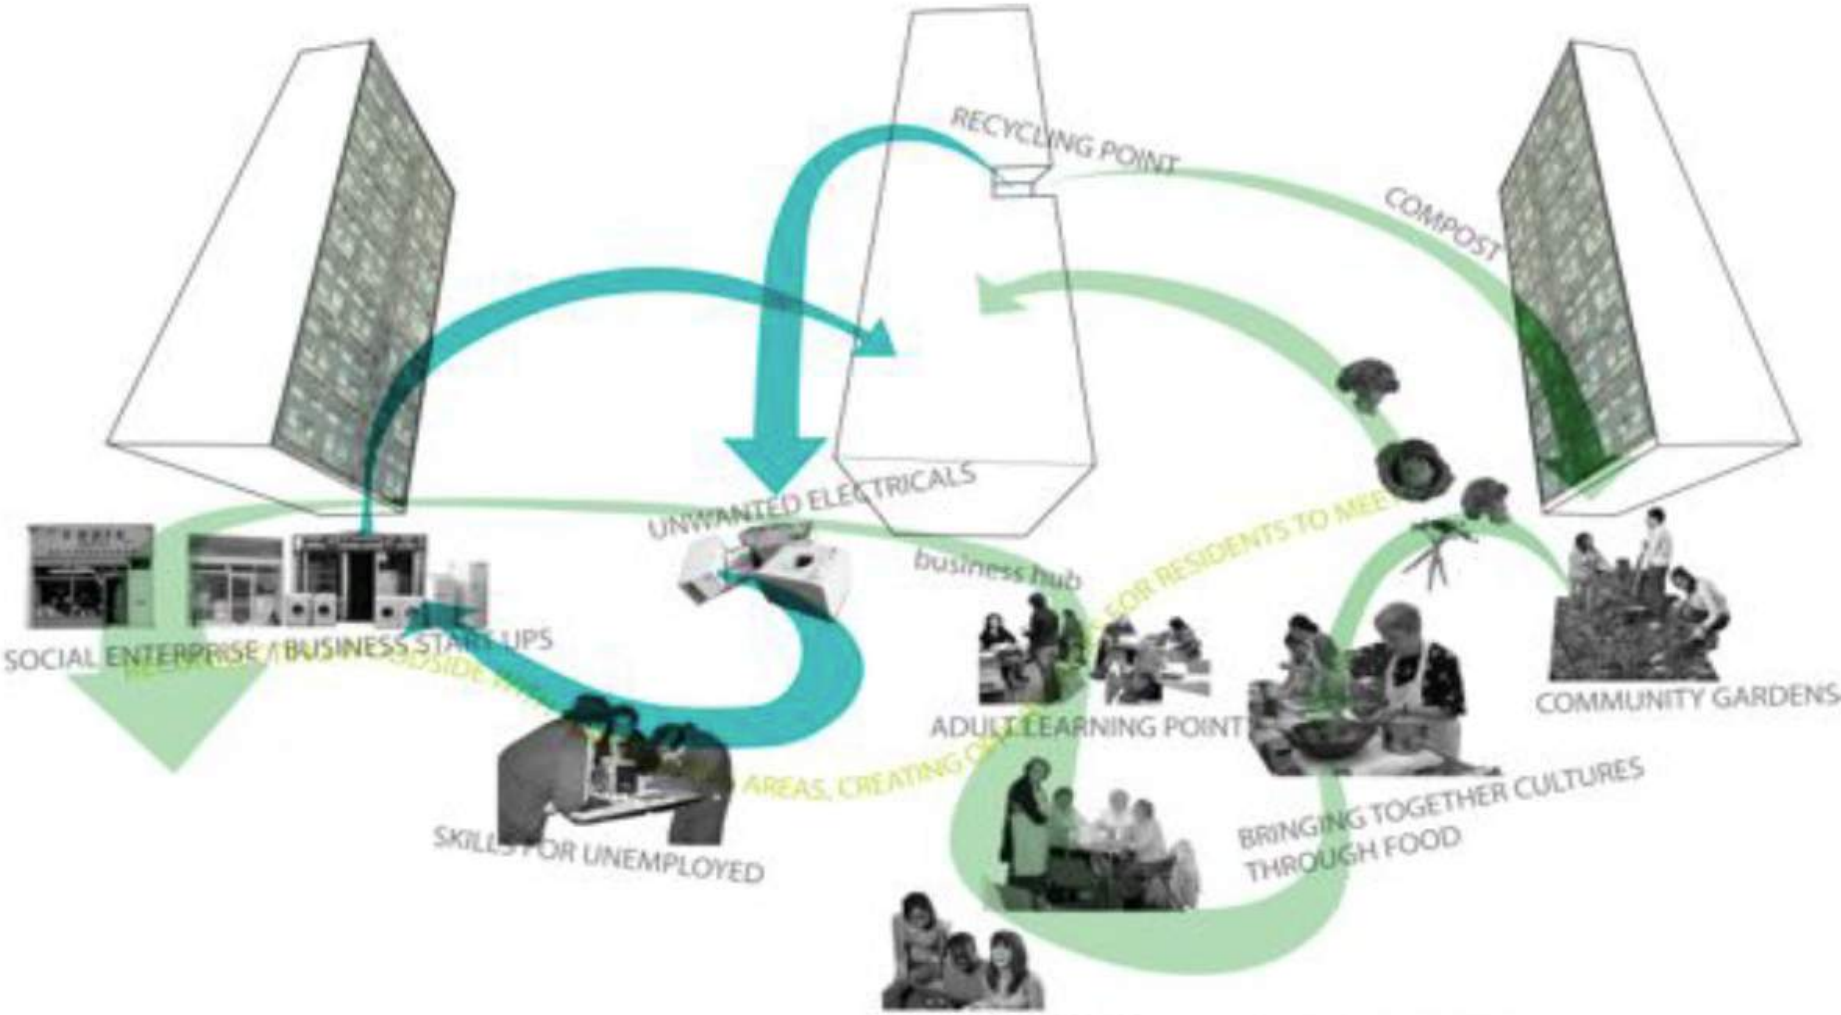 RECYCLING POINT
COMPOST
UNWANTED ELECTRICALS
business hub
FOR RESIDENTS TO MEET
SOCIAL ENTERPRISE / BUSINESS START UPS
AREAS, CREATING
ADULT LEARNING POINT
COMMUNITY GARDENS
BRINGING TOGETHER CULTURES
THROUGH FOOD
SKILLS FOR UNEMPLOYED